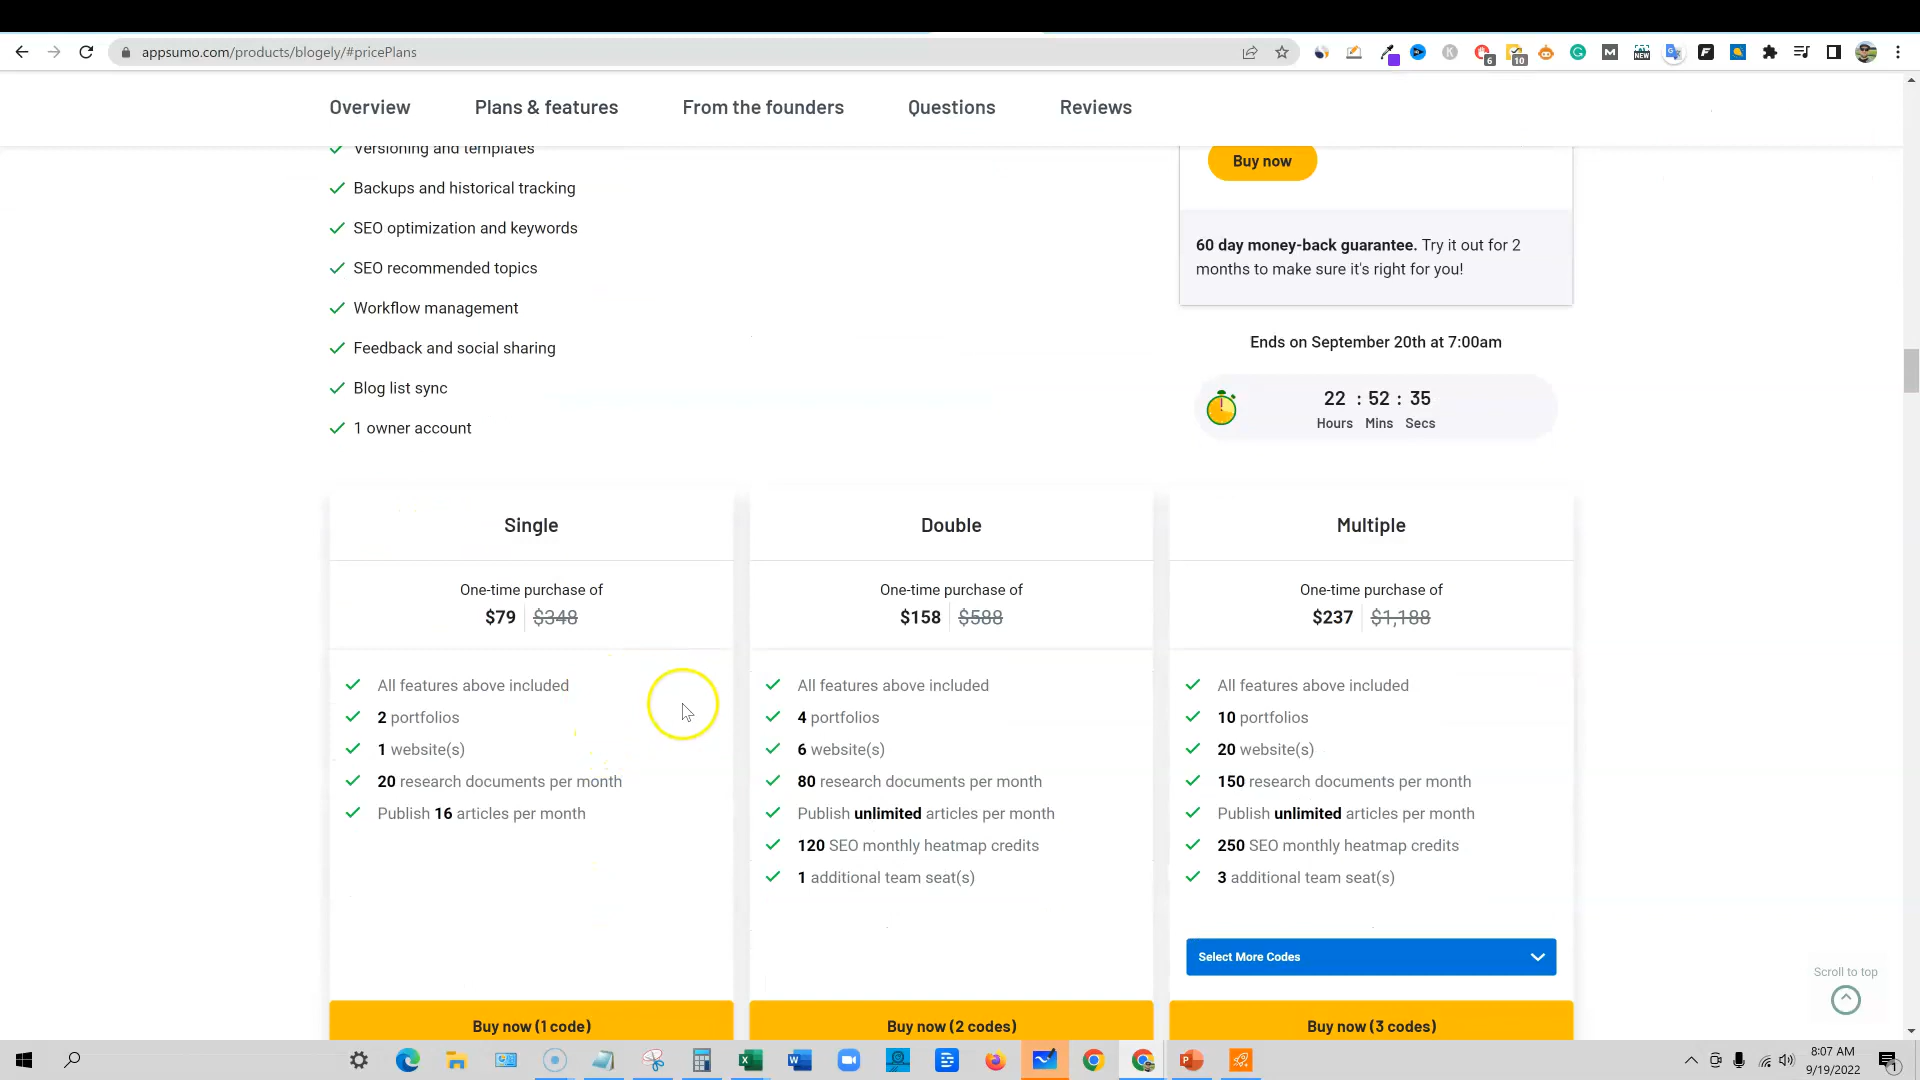 appsumo.com/products/blogely/#pricePlans
6
10
NEW
Overview
Plans & features
From the founders
Questions
Reviews
Versioning and templates
Backups and historical tracking
SEO optimization and keywords
SEO recommended topics
Workflow management
Feedback and social sharing
Blog list sync
1 owner account
Buy now
60 day money-back guarantee. Try it out for 2
months to make sure it's right for you!
Ends on September 20th at 7:00am
22 : 52 : 35
Hours Mins Secs
Single
One-time purchase of
$79 $348
All features above included
2 portfolios
1 website(s)
20 research documents per month
Publish 16 articles per month
Buy now (1 code)
Double
One-time purchase of
$158 $588
All features above included
4 portfolios
6 website(s)
80 research documents per month
Publish unlimited articles per month
120 SEO monthly heatmap credits
1 additional team seat(s)
Buy now (2 codes)
Multiple
One-time purchase of
$237 $1,188
All features above included
10 portfolios
20 website(s)
150 research documents per month
Publish unlimited articles per month
250 SEO monthly heatmap credits
3 additional team seat(s)
Select More Codes
Buy now (3 codes)
Scroll to top
8:07 AM
9/19/2022
1